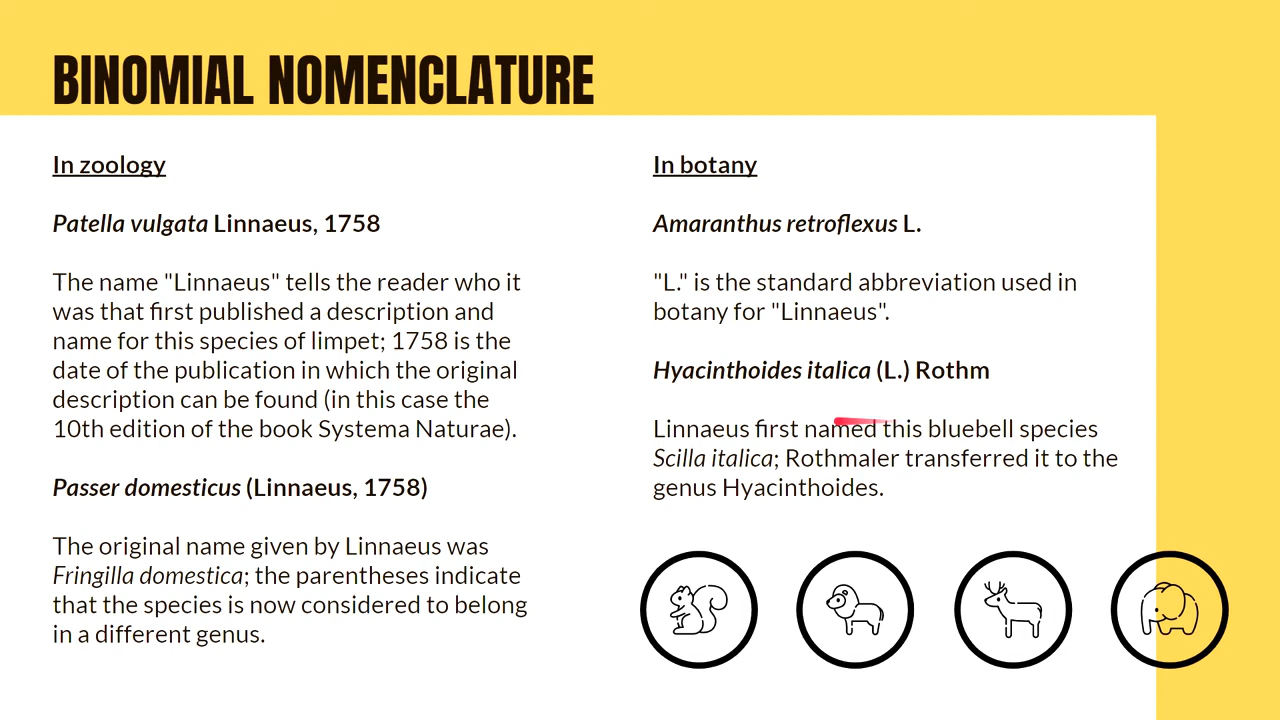 BINOMIAL NOMENCLATURE
In zoology
Patella vulgata Linnaeus, 1758
The name "Linnaeus" tells the reader who it
was that first published a description and
name for this species of limpet; 1758 is the
date of the publication in which the original
description can be found (in this case the
10th edition of the book Systema Naturae).
Passer domesticus (Linnaeus, 1758)
The original name given by Linnaeus was
Fringilla domestica; the parentheses indicate
that the species is now considered to belong
in a different genus.
In botany
Amaranthus retroflexus L.
"L." is the standard abbreviation used in
botany for "Linnaeus".
Hyacinthoides italica (L.) Rothm
Linnaeus first named this bluebell species
Scilla italica; Rothmaler transferred it to the
genus Hyacinthoides.